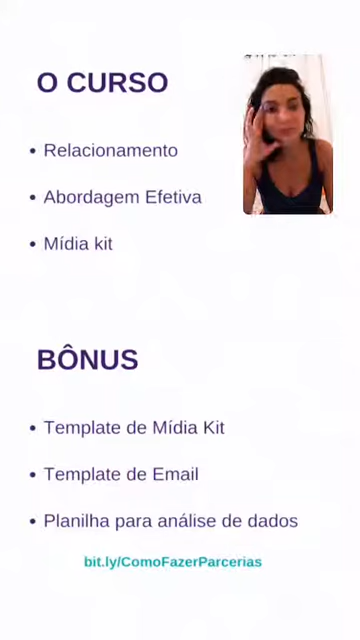 O CURSO
Relacionamento
Abordagem Efetiva
Mídia kit
BÔNUS
Template de Mídia Kit
Template de Email
Planilha para análise de dados
bit.ly/ComoFazerParcerias